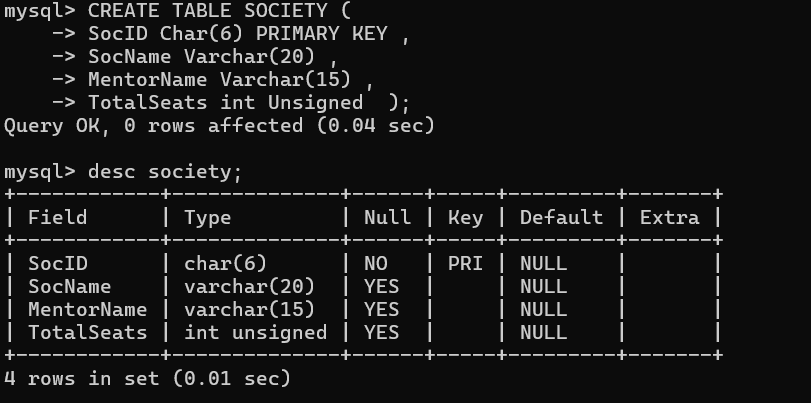 mysql> CREATE TABLE SOCIETY (
    -> SocID Char(6) PRIMARY KEY ,
    -> SocName Varchar(20) ,
    -> MentorName Varchar(15) ,
    -> TotalSeats int Unsigned  );
Query OK, 0 rows affected (0.04 sec)

mysql> desc society;
+------------+--------------+------+-----+---------+-------+
| Field      | Type         | Null | Key | Default | Extra |
+------------+--------------+------+-----+---------+-------+
| SocID      | char(6)      | NO   | PRI | NULL    |       |
| SocName    | varchar(20)  | YES  |     | NULL    |       |
| MentorName | varchar(15)  | YES  |     | NULL    |       |
| TotalSeats | int unsigned | YES  |     | NULL    |       |
+------------+--------------+------+-----+---------+-------+
4 rows in set (0.01 sec)